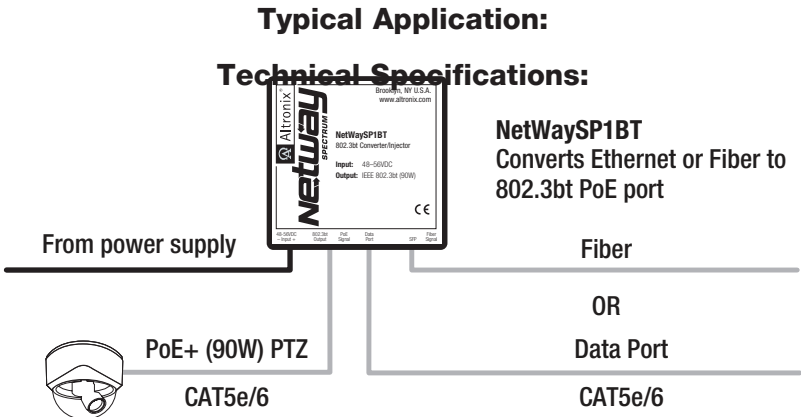 Typical Application:
Technical Specifications:
Brooklyn, NY U.S.A.
www.altronix.com
Altronix®
Netway
SPECTRUM
NetWaySP1BT
802.3bt Converter/Injector
Input: 48–56VDC
Output: IEEE 802.3bt (90W)
CE
48-56VDC
– Input +
802.3bt
Output
PoE
Signal
Data
Port
SFP
Fiber
Signal
NetWaySP1BT
Converts Ethernet or Fiber to
802.3bt PoE port
From power supply
Fiber
OR
PoE+ (90W) PTZ
Data Port
CAT5e/6
CAT5e/6